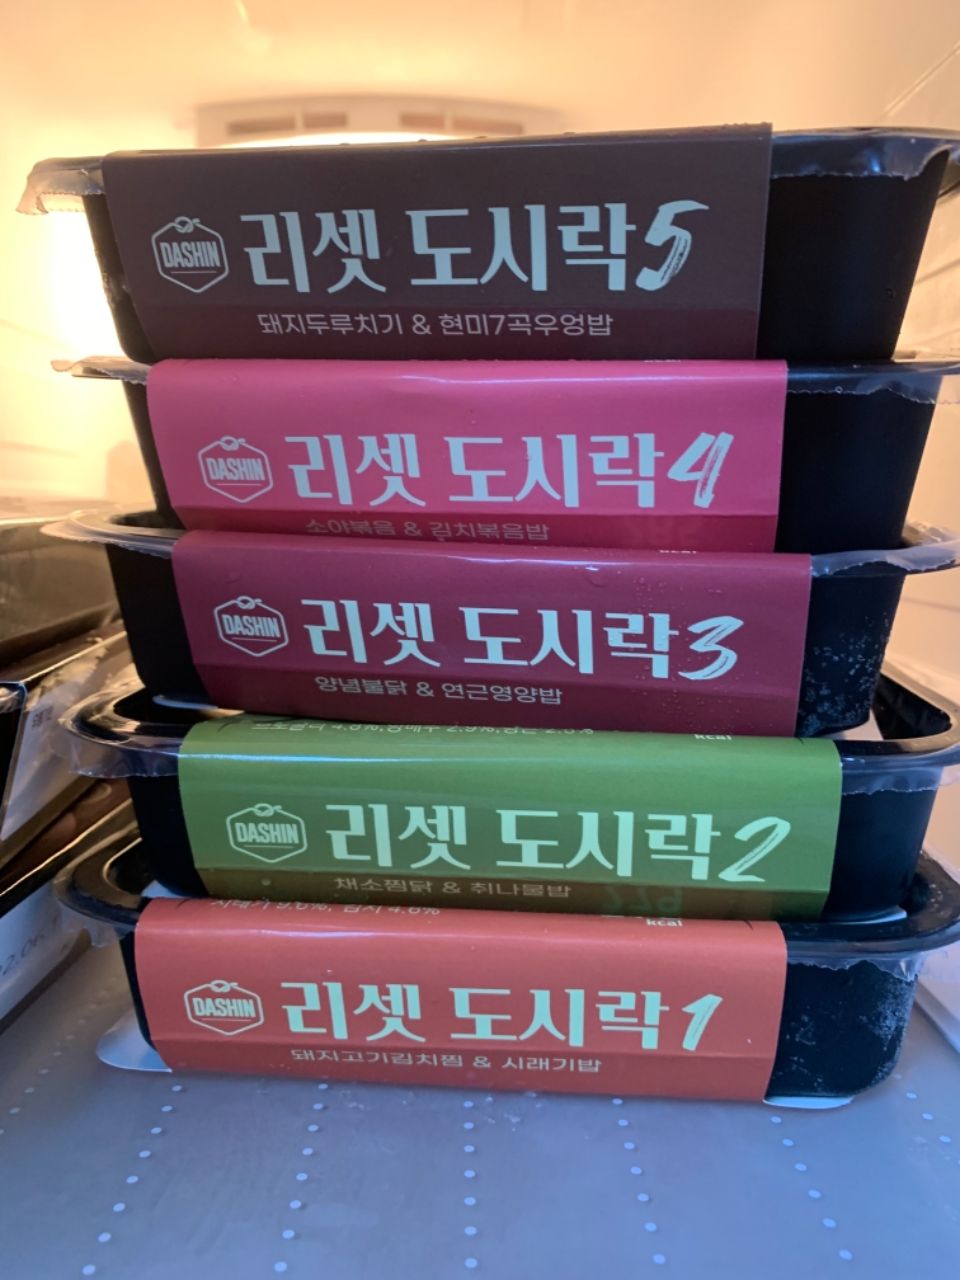 DASHIN
리셋 도시락5
돼지두루치기 & 현미7곡우엉밥
DASHIN
리셋 도시락4
소야볶음 & 김치볶음밥
kcal
DASHIN
리셋 도시락3
양념불닭 & 연근영양밥
kcal
DASHIN
리셋 도시락2
채소찜닭 & 취나물밥
kcal
DASHIN
리셋 도시락1
돼지고기김치찜 & 시래기밥